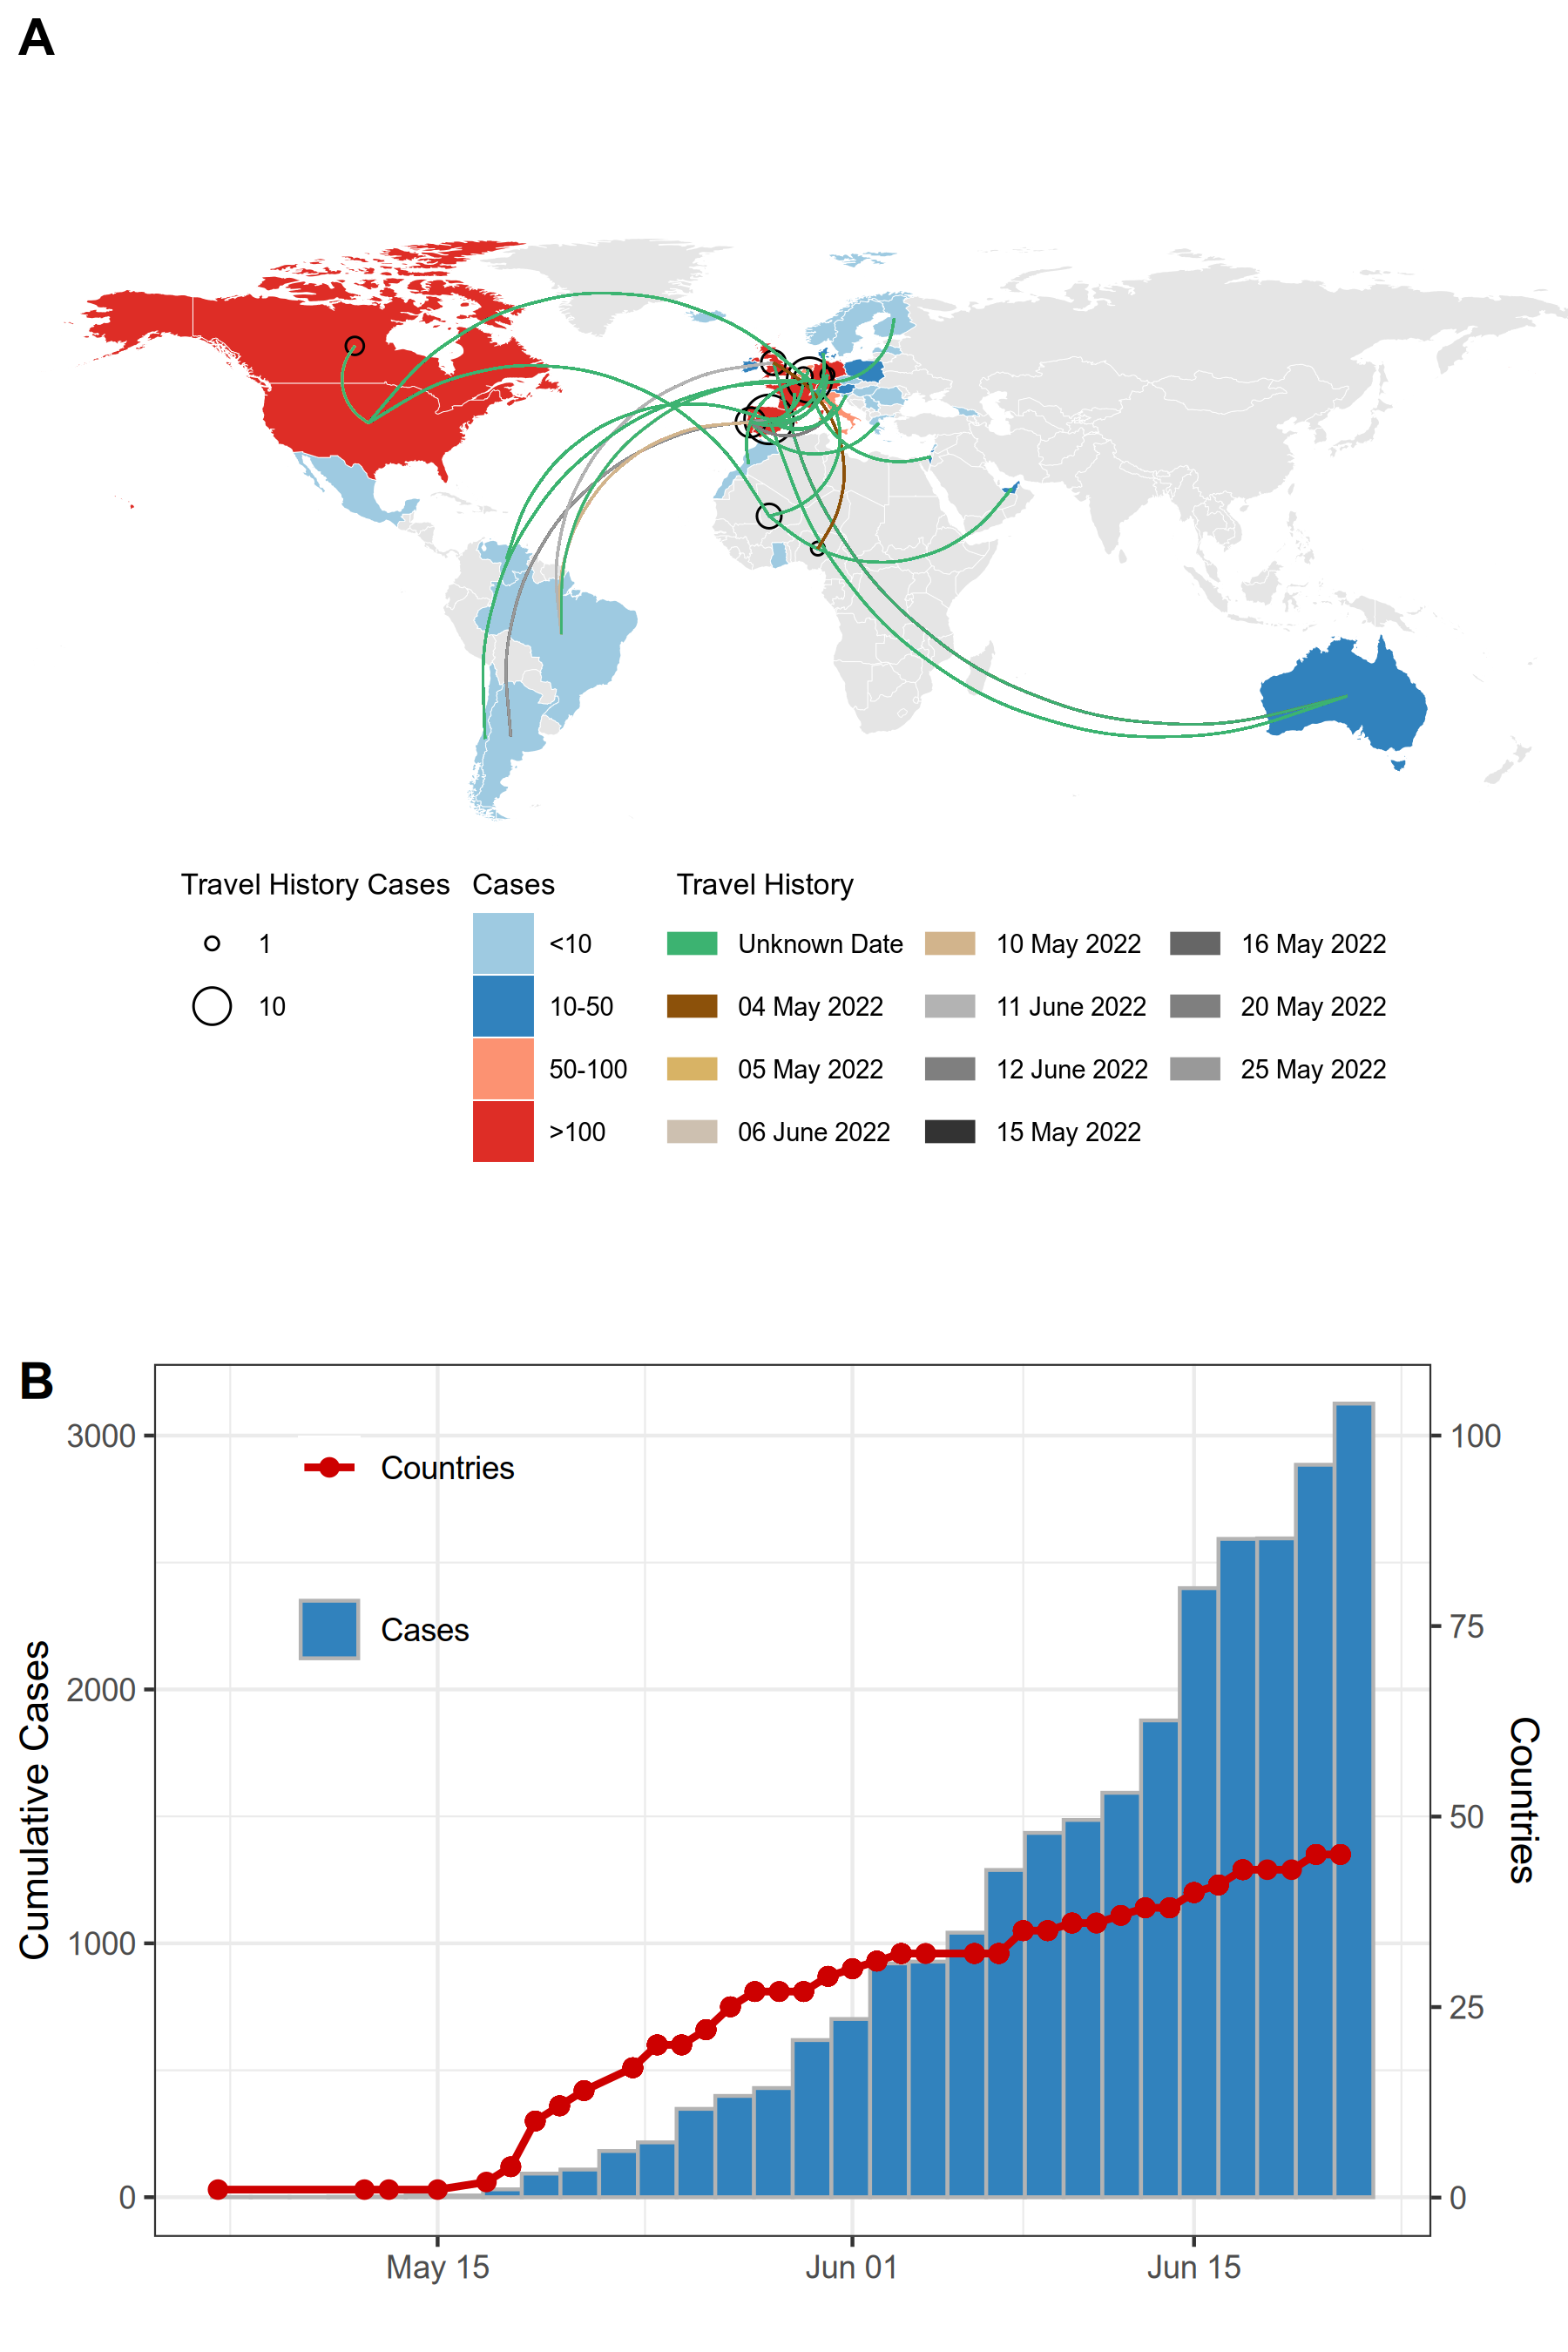 A
Travel History Cases
1
10
Cases
<10
10-50
50-100
>100
Travel History
Unknown Date
04 May 2022
05 May 2022
06 June 2022
10 May 2022
11 June 2022
12 June 2022
15 May 2022
16 May 2022
20 May 2022
25 May 2022
B
Countries
Cases
Cumulative Cases
3000
2000
1000
0
100
75
50
25
0
Countries
May 15
Jun 01
Jun 15